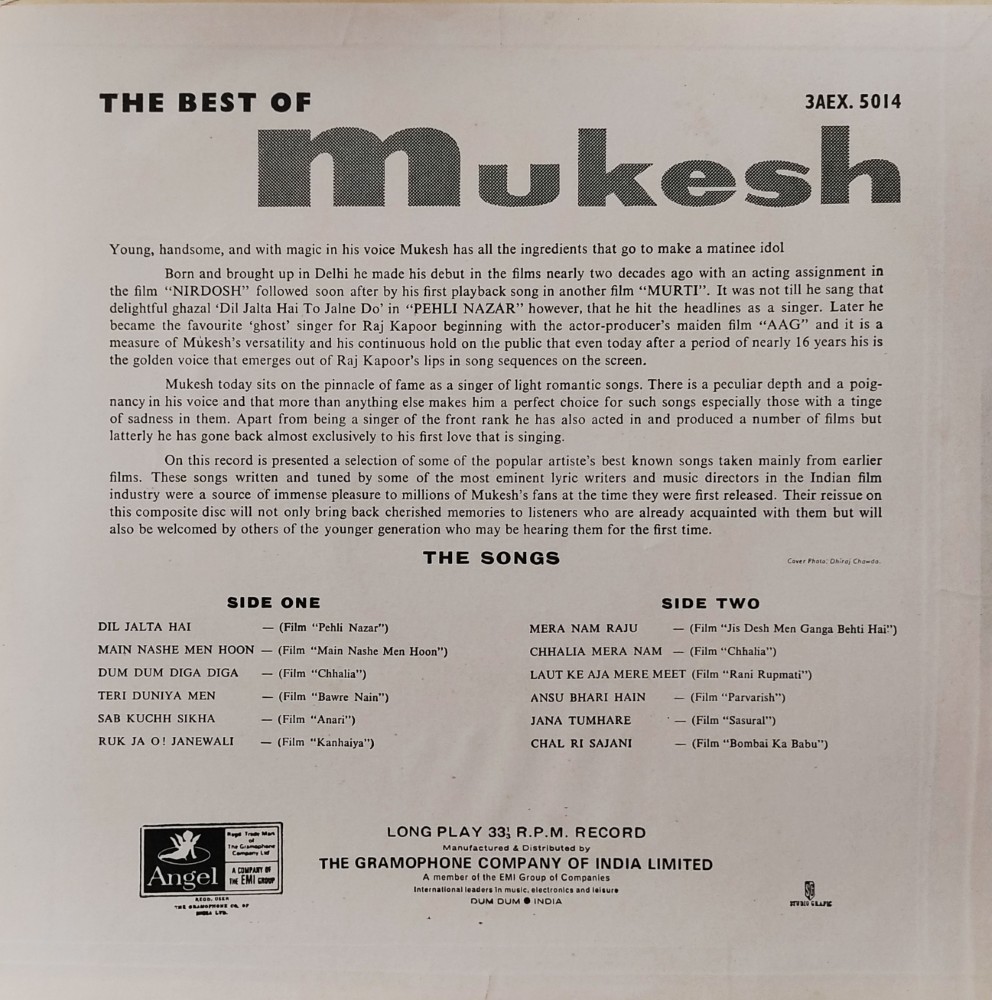 THE BEST OF
3AEX. 5014
mukesh
Young, handsome, and with magic in his voice Mukesh has all the ingredients that go to make a matinee idol
Born and brought up in Delhi he made his debut in the films nearly two decades ago with an acting assignment in
the film “NIRDOSH” followed soon after by his first playback song in another film “MURTI”. It was not till he sang that
delightful ghazal ‘Dil Jalta Hai To Jalne Do’ in “PEHLI NAZAR” however, that he hit the headlines as a singer. Later he
became the favourite ‘ghost’ singer for Raj Kapoor beginning with the actor-producer’s maiden film “AAG” and it is a
measure of Mukesh’s versatility and his continuous hold on the public that even today after a period of nearly 16 years his is
the golden voice that emerges out of Raj Kapoor’s lips in song sequences on the screen.
Mukesh today sits on the pinnacle of fame as a singer of light romantic songs. There is a peculiar depth and a poig-
nancy in his voice and that more than anything else makes him a perfect choice for such songs especially those with a tinge
of sadness in them. Apart from being a singer of the front rank he has also acted in and produced a number of films but
latterly he has gone back almost exclusively to his first love that is singing.
On this record is presented a selection of some of the popular artiste’s best known songs taken mainly from earlier
films. These songs written and tuned by some of the most eminent lyric writers and music directors in the Indian film
industry were a source of immense pleasure to millions of Mukesh’s fans at the time they were first released. Their reissue on
this composite disc will not only bring back cherished memories to listeners who are already acquainted with them but will
also be welcomed by others of the younger generation who may be hearing them for the first time.
THE SONGS
Cover Photo: Dhiraj Chawda.
SIDE ONE
DIL JALTA HAI — (Film “Pehli Nazar”)
MAIN NASHE MEN HOON — (Film “Main Nashe Men Hoon”)
DUM DUM DIGA DIGA — (Film “Chhalia”)
TERI DUNIYA MEN — (Film “Bawre Nain”)
SAB KUCHH SIKHA — (Film “Anari”)
RUK JA O! JANEWALI — (Film “Kanhaiya”)
SIDE TWO
MERA NAM RAJU — (Film “Jis Desh Men Ganga Behti Hai”)
CHHALIA MERA NAM — (Film “Chhalia”)
LAUT KE AJA MERE MEET (Film “Rani Rupmati”)
ANSU BHARI HAIN — (Film “Parvarish”)
JANA TUMHARE — (Film “Sasural”)
CHAL RI SAJANI — (Film “Bombai Ka Babu”)
Angel
Regd Trade Mark
of
The Gramophone
Company Ltd
A COMPANY OF
THE EMI GROUP
REGD. USER
THE GRAMOPHONE CO. OF
INDIA LTD.
LONG PLAY 33⅓ R.P.M. RECORD
Manufactured & Distributed by
THE GRAMOPHONE COMPANY OF INDIA LIMITED
A member of the EMI Group of Companies
International leaders in music, electronics and leisure
DUM DUM ● INDIA